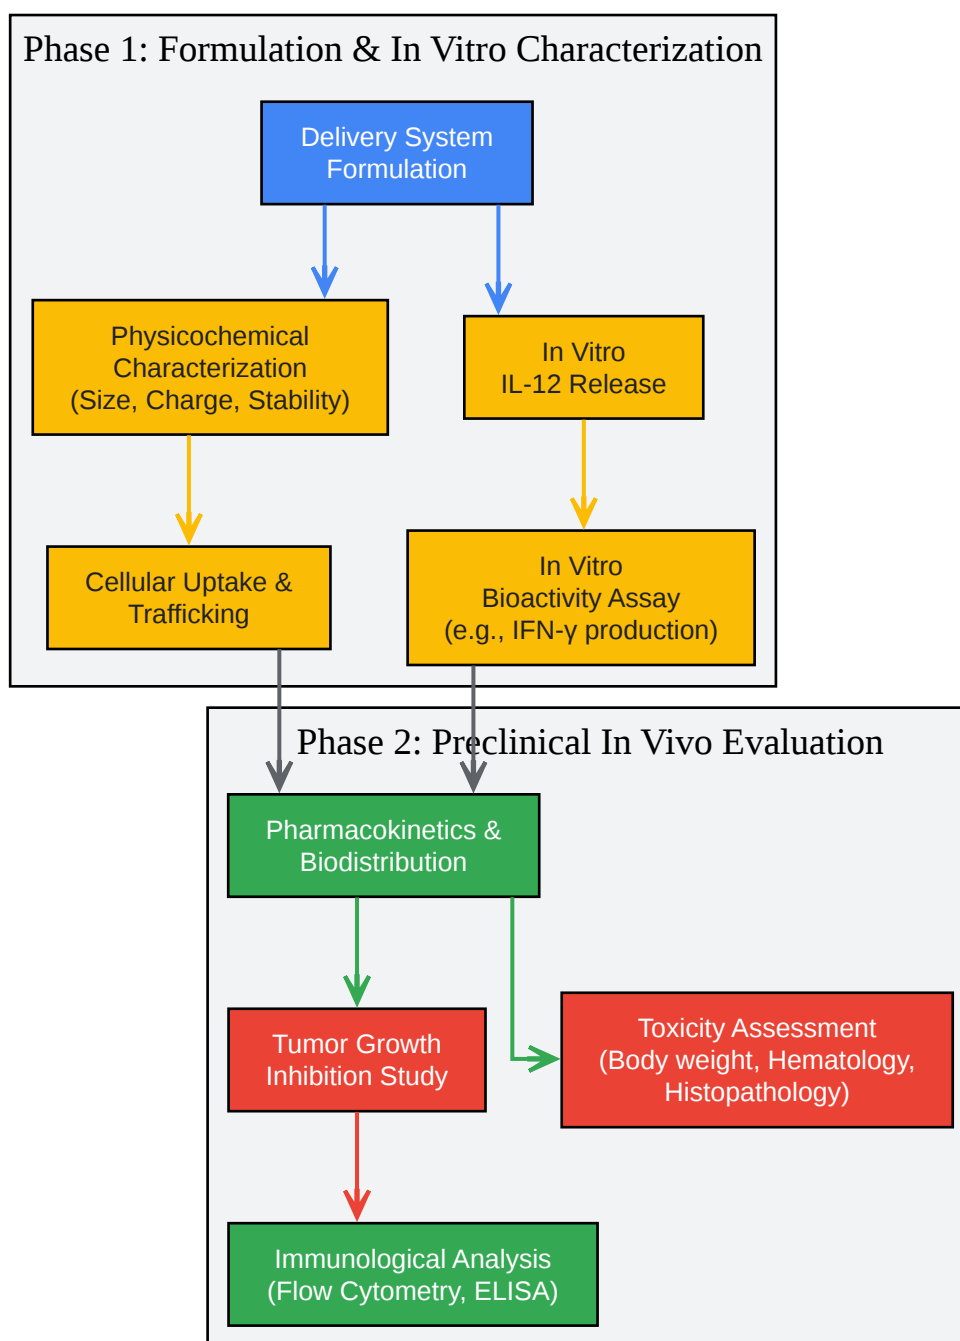 Phase 1: Formulation & In Vitro Characterization
Delivery System
Formulation
Physicochemical
Characterization
(Size, Charge, Stability)
In Vitro
IL-12 Release
Cellular Uptake &
Trafficking
In Vitro
Bioactivity Assay
(e.g., IFN-γ production)
Phase 2: Preclinical In Vivo Evaluation
Pharmacokinetics &
Biodistribution
Tumor Growth
Inhibition Study
Toxicity Assessment
(Body weight, Hematology,
Histopathology)
Immunological Analysis
(Flow Cytometry, ELISA)